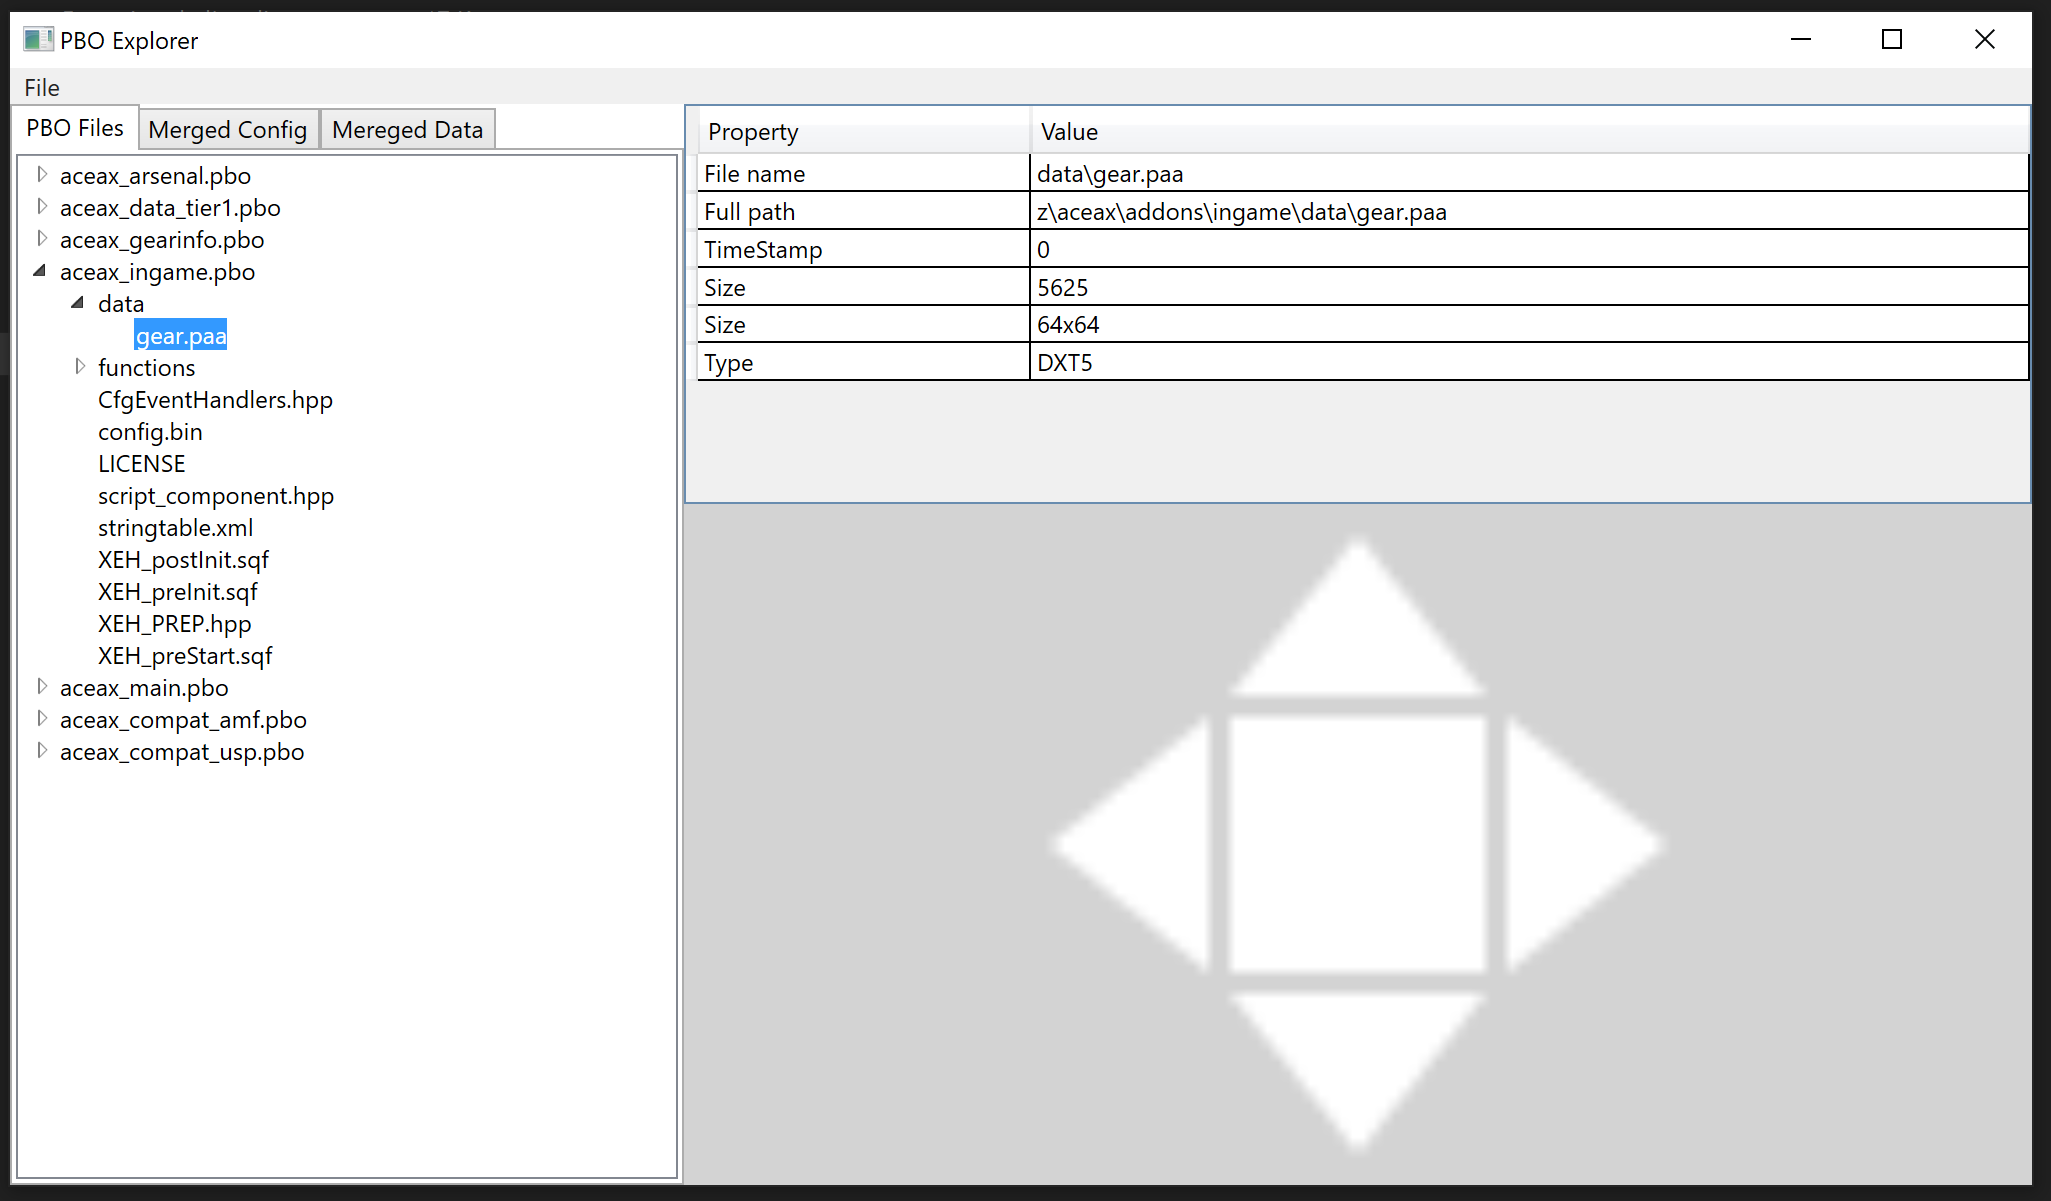 PBO Explorer
File
PBO Files Merged Config Mereged Data
aceax_arsenal.pbo
aceax_data_tier1.pbo
aceax_gearinfo.pbo
aceax_ingame.pbo
data
gear.paa
functions
CfgEventHandlers.hpp
config.bin
LICENSE
script_component.hpp
stringtable.xml
XEH_postInit.sqf
XEH_preInit.sqf
XEH_PREP.hpp
XEH_preStart.sqf
aceax_main.pbo
aceax_compat_amf.pbo
aceax_compat_usp.pbo
Property Value
File name data\gear.paa
Full path z\aceax\addons\ingame\data\gear.paa
TimeStamp 0
Size 5625
Size 64x64
Type DXT5